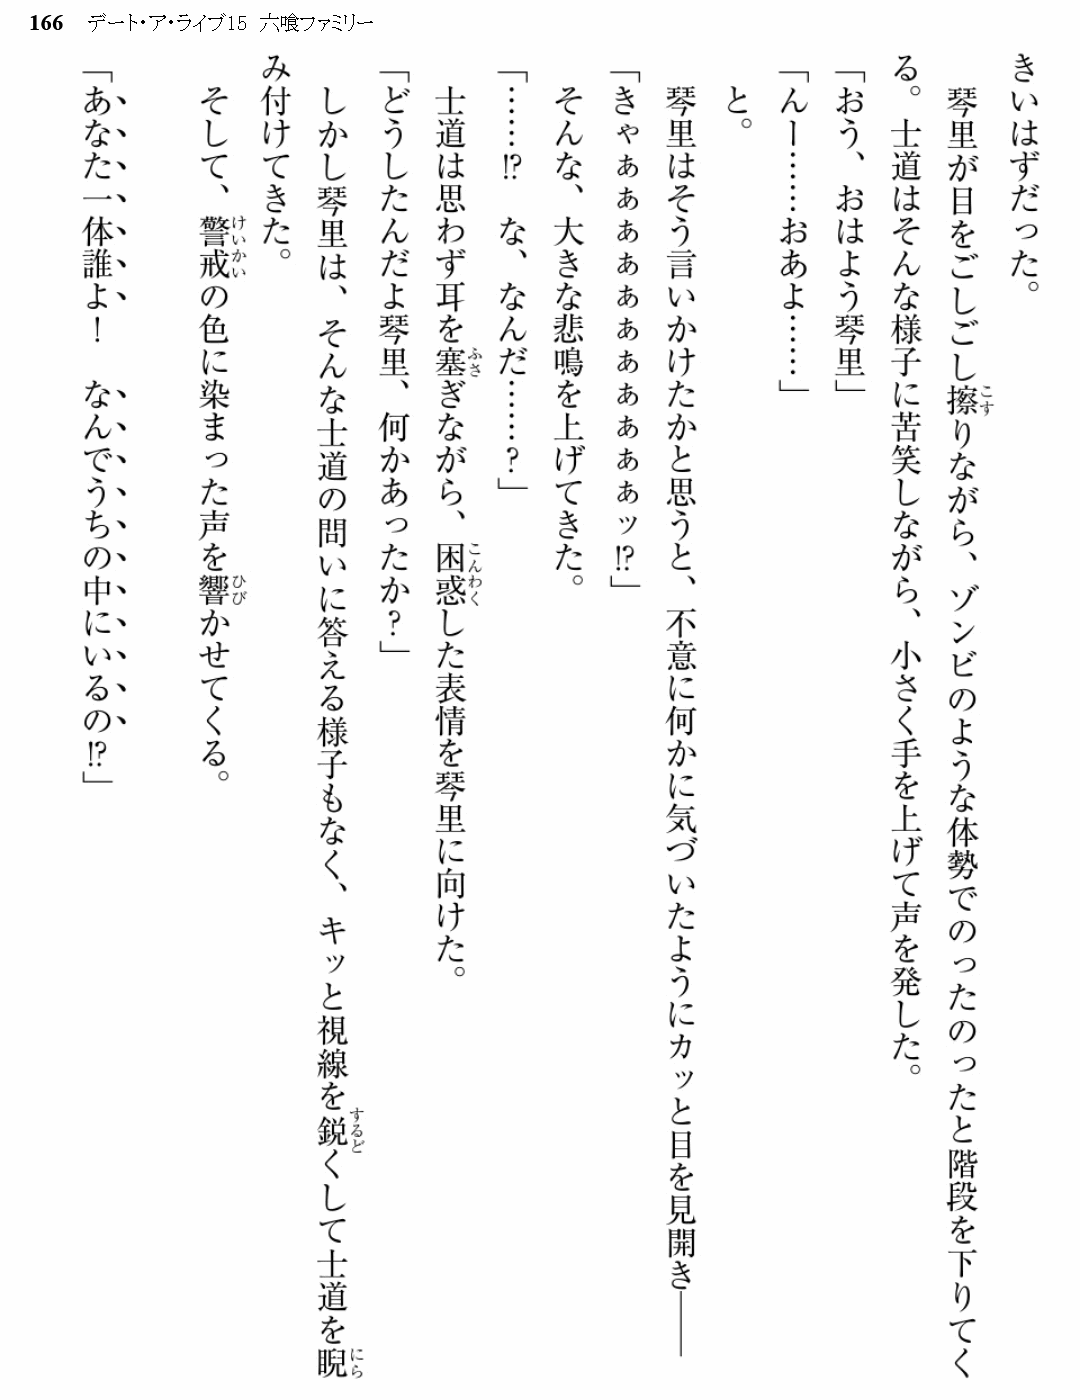 166 デート・ア・ライブ15 六喰ファミリー
きいはずだった。
琴里が目をごしごし擦りながら、ゾンビのような体勢でのったのったと階段を下りてく
る。士道はそんな様子に苦笑しながら、小さく手を上げて声を発した。
「おう、おはよう琴里」
「んー……おあよ……」
と。
琴里はそう言いかけたかと思うと、不意に何かに気づいたようにカッと目を見開き――
「きゃぁぁぁぁぁぁぁぁぁぁぁッ⁉」
そんな、大きな悲鳴を上げてきた。
「……⁉　な、なんだ……？」
士道は思わず耳を塞ぎながら、困惑した表情を琴里に向けた。
「どうしたんだよ琴里、何かあったか？」
しかし琴里は、そんな士道の問いに答える様子もなく、キッと視線を鋭くして士道を睨
み付けてきた。
そして、警戒の色に染まった声を響かせてくる。
「あなた一体誰よ！　なんでうちの中にいるの⁉」